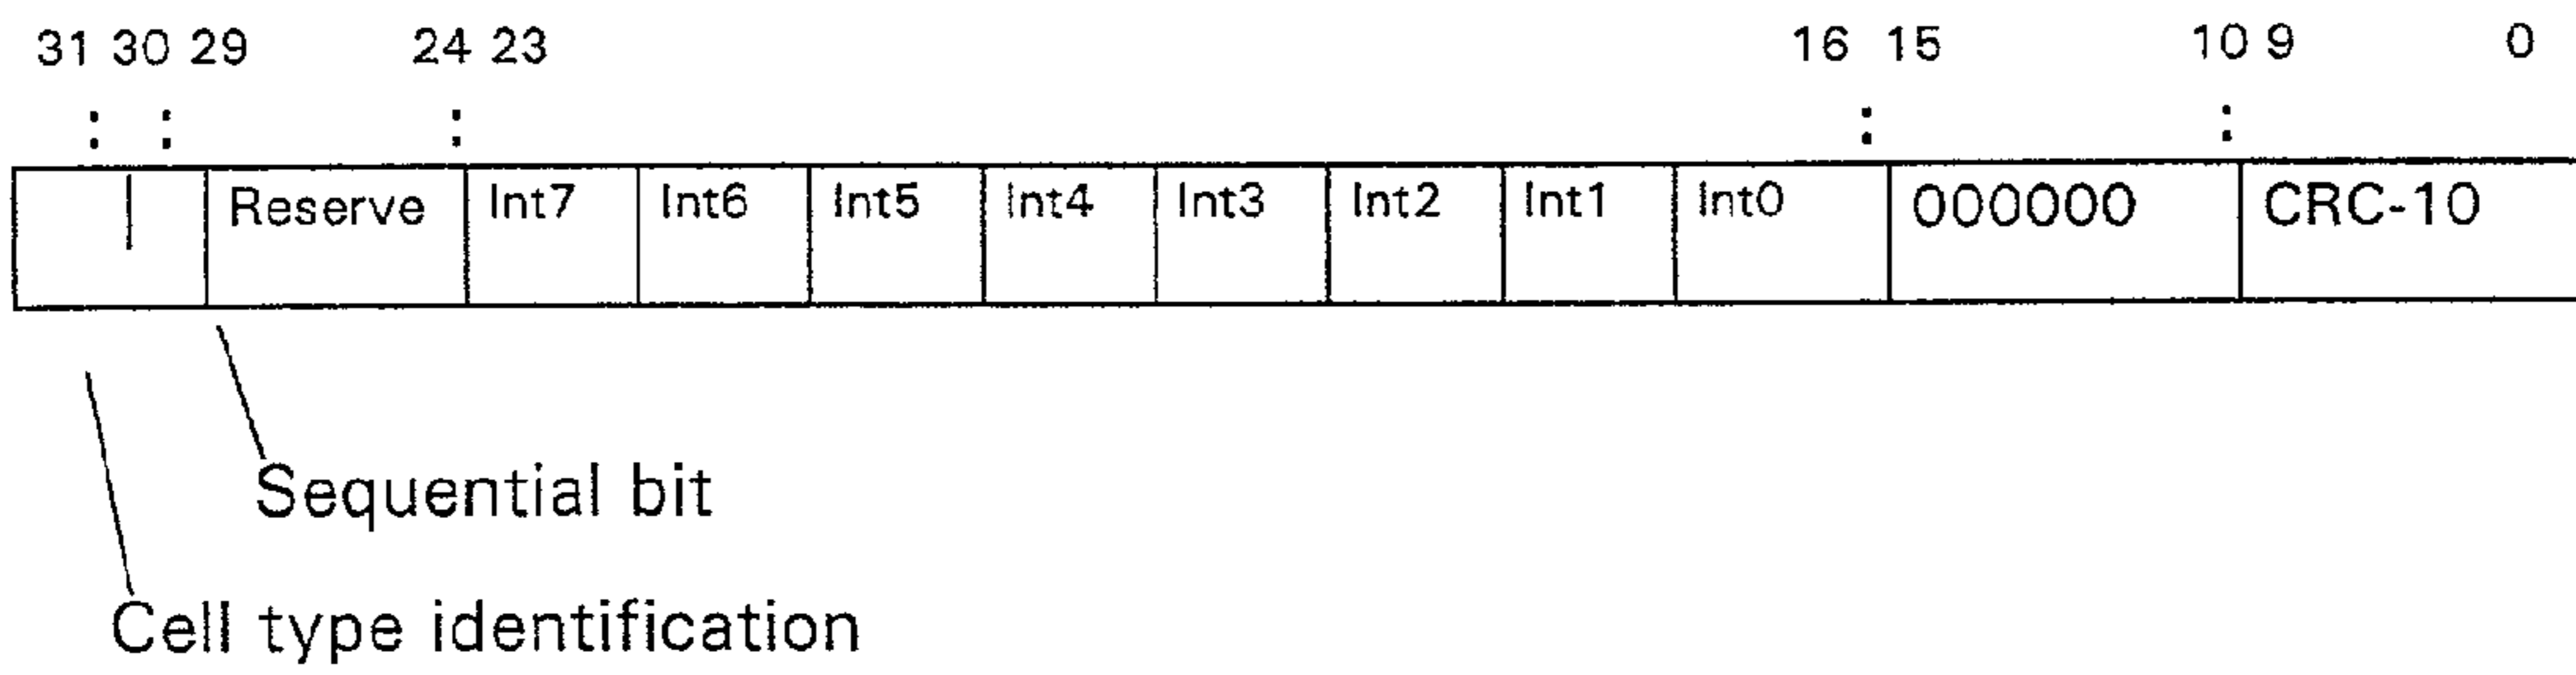 31 30 29 24 23 16 15 10 9 0
Reserve Int7 Int6 Int5 Int4 Int3 Int2 Int1 Int0 000000 CRC-10
Sequential bit
Cell type identification